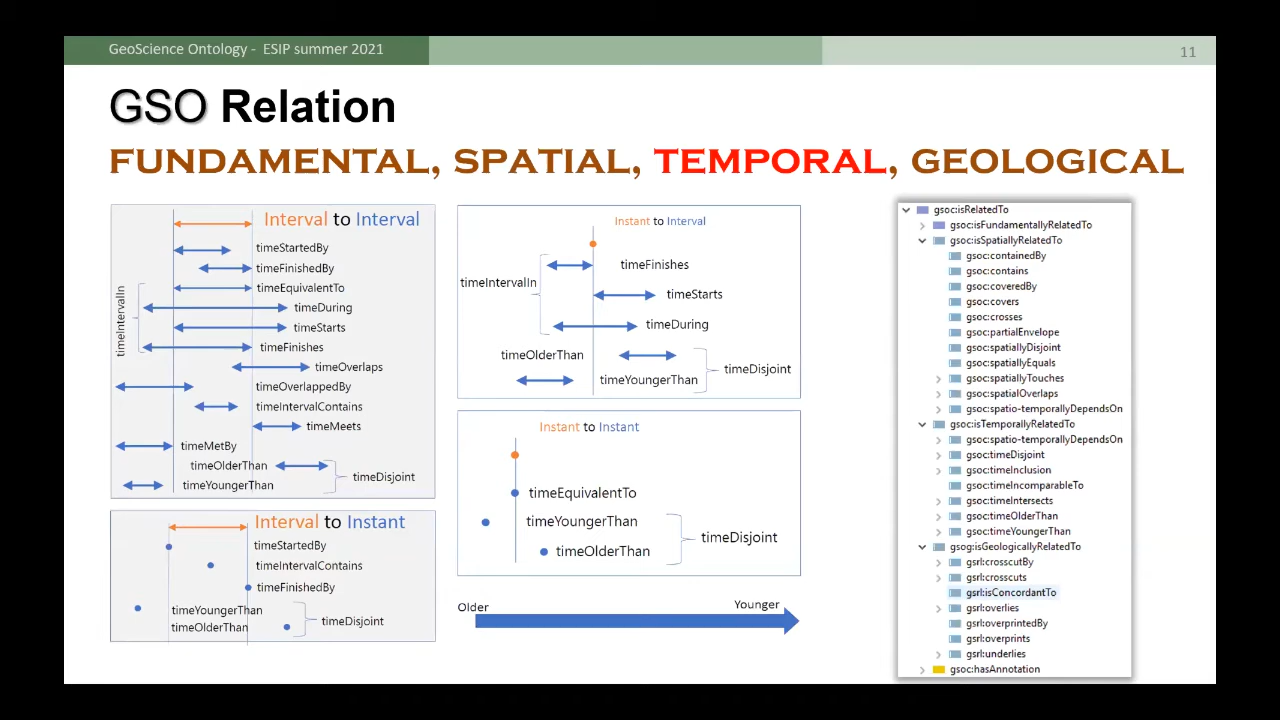 GeoScience Ontology - ESIP summer 2021
11
GSO Relation
FUNDAMENTAL, SPATIAL, TEMPORAL, GEOLOGICAL
Interval to Interval
timeStartedBy
timeFinishedBy
timeEquivalentTo
timeDuring
timeStarts
timeFinishes
timeIntervalIn
timeOverlaps
timeOverlappedBy
timeIntervalContains
timeMeets
timeMetBy
timeOlderThan
timeYoungerThan
timeDisjoint
Interval to Instant
timeStartedBy
timeIntervalContains
timeFinishedBy
timeYoungerThan
timeOlderThan
timeDisjoint
Instant to Interval
timeFinishes
timeIntervalIn
timeStarts
timeDuring
timeOlderThan
timeYoungerThan
timeDisjoint
Instant to Instant
timeEquivalentTo
timeYoungerThan
timeOlderThan
timeDisjoint
Older
Younger
gsoc:isRelatedTo
gsoc:isFundamentallyRelatedTo
gsoc:isSpatiallyRelatedTo
gsoc:containedBy
gsoc:contains
gsoc:coveredBy
gsoc:covers
gsoc:crosses
gsoc:partialEnvelope
gsoc:spatiallyDisjoint
gsoc:spatiallyEquals
gsoc:spatiallyTouches
gsoc:spatialOverlaps
gsoc:spatio-temporallyDependsOn
gsoc:isTemporallyRelatedTo
gsoc:spatio-temporallyDependsOn
gsoc:timeDisjoint
gsoc:timeInclusion
gsoc:timeIncomparableTo
gsoc:timeIntersects
gsoc:timeOlderThan
gsoc:timeYoungerThan
gsog:isGeologicallyRelatedTo
gsrl:crosscutBy
gsrl:crosscuts
gsrl:isConcordantTo
gsrl:overlies
gsrl:overprintedBy
gsrl:overprints
gsrl:underlies
gsoc:hasAnnotation